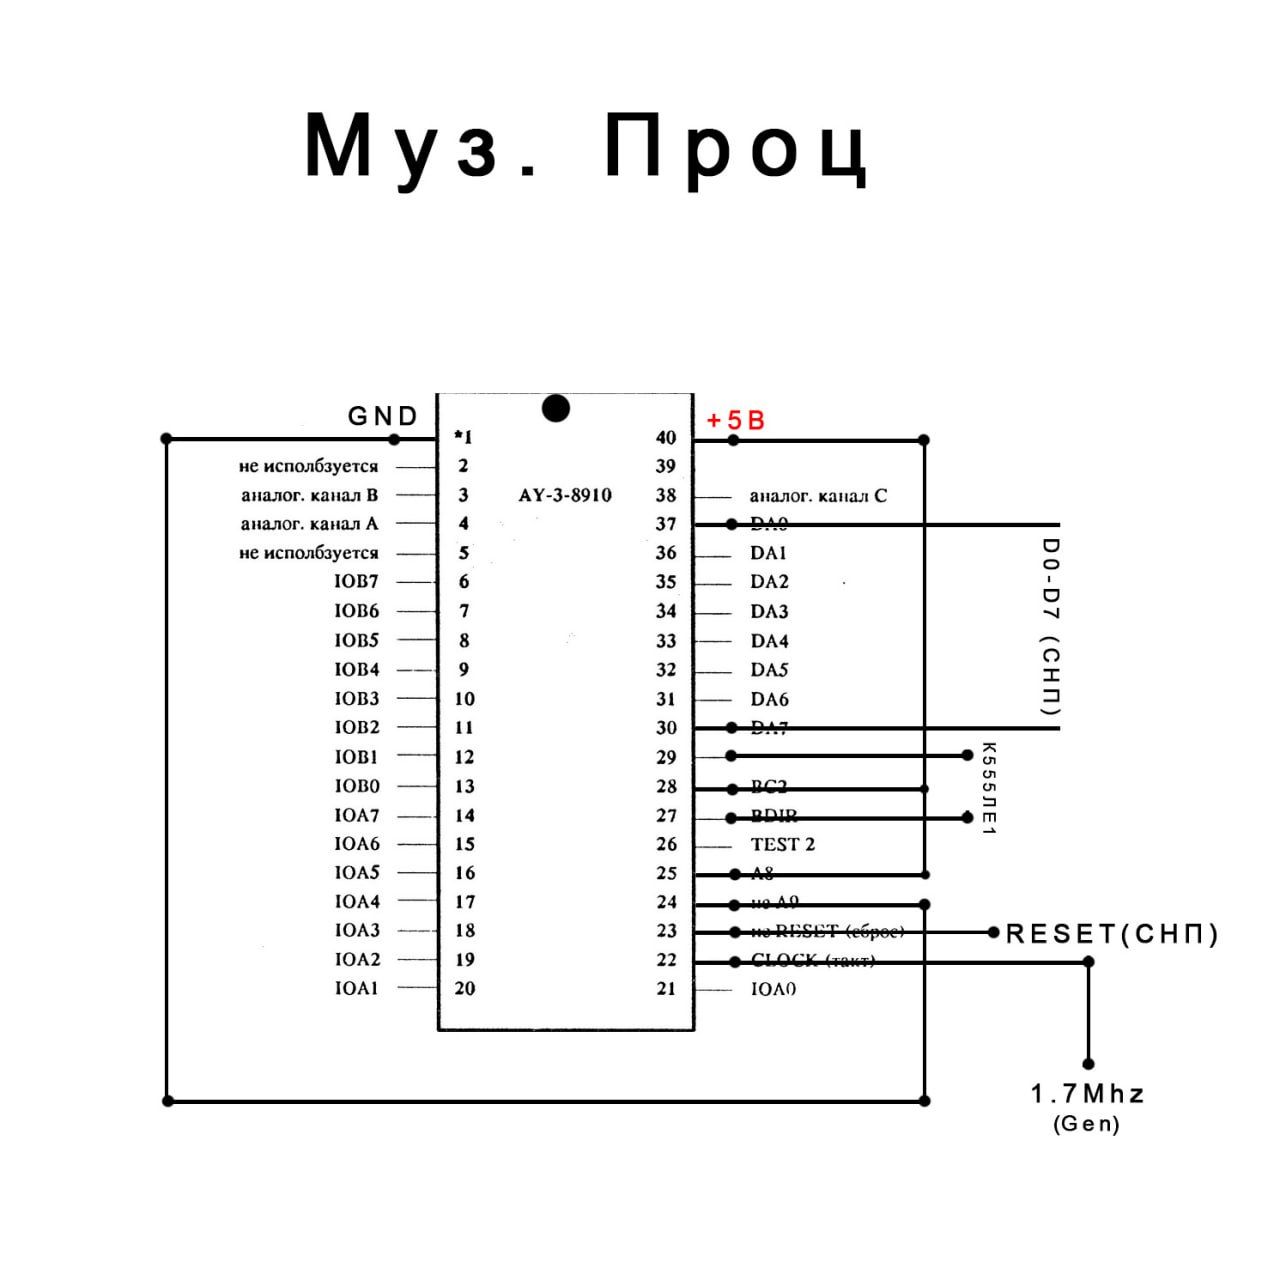 Муз. Проц
GND
+5В
*1 40
не исполбзуется 2 39
аналог. канал B 3 AY-3-8910 38 аналог. канал C
аналог. канал A 4 37 DA0
не исполбзуется 5 36 DA1
IOB7 6 35 DA2
IOB6 7 34 DA3
IOB5 8 33 DA4
IOB4 9 32 DA5
IOB3 10 31 DA6
IOB2 11 30 DA7
IOB1 12 29
IOB0 13 28 BC2
IOA7 14 27 BDIR
IOA6 15 26 TEST 2
IOA5 16 25 A8
IOA4 17 24 не A9
IOA3 18 23 не RESET (сброс)
IOA2 19 22 CLOCK (такт)
IOA1 20 21 IOA0
D0-D7 (СНП)
К555ЛЕ1
RESET(СНП)
1.7Mhz
(Gen)